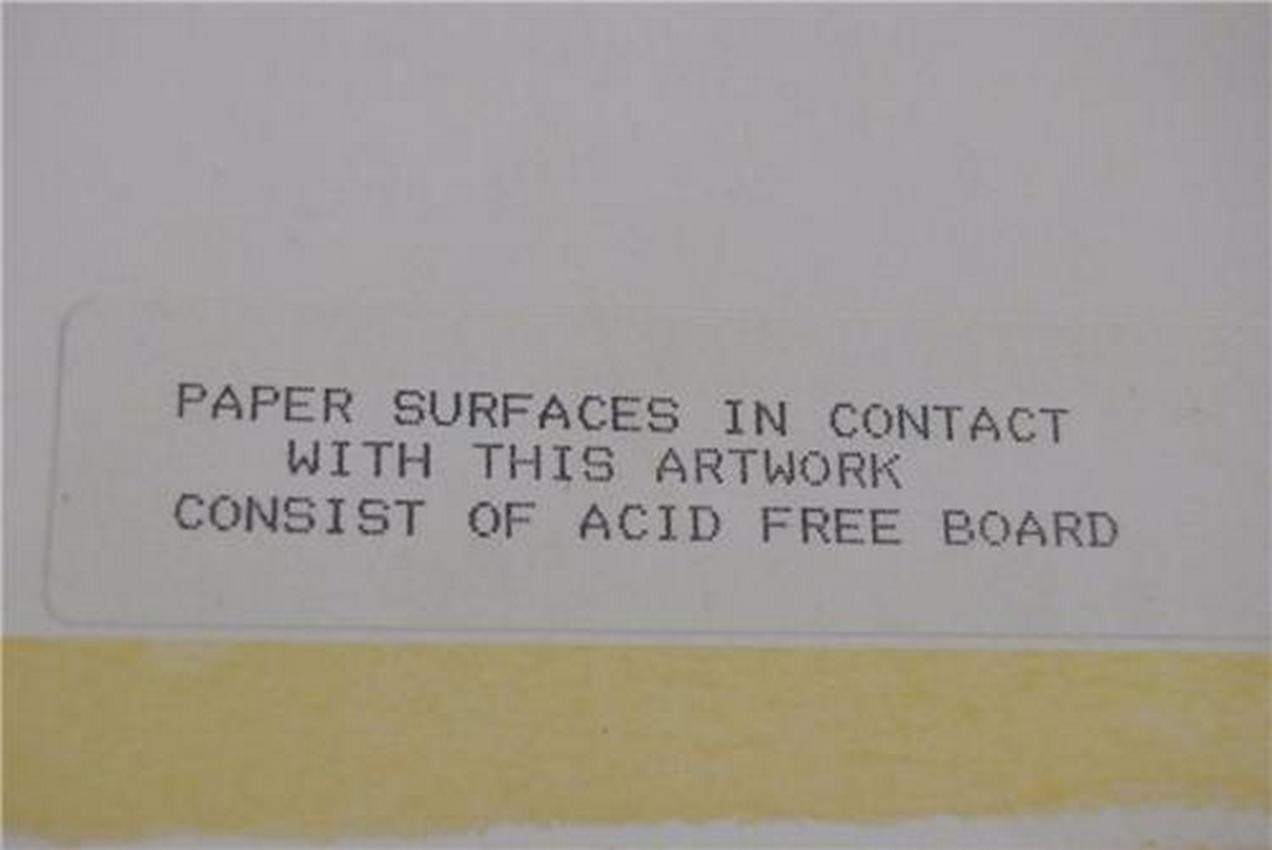 PAPER SURFACES IN CONTACT
WITH THIS ARTWORK
CONSIST OF ACID FREE BOARD